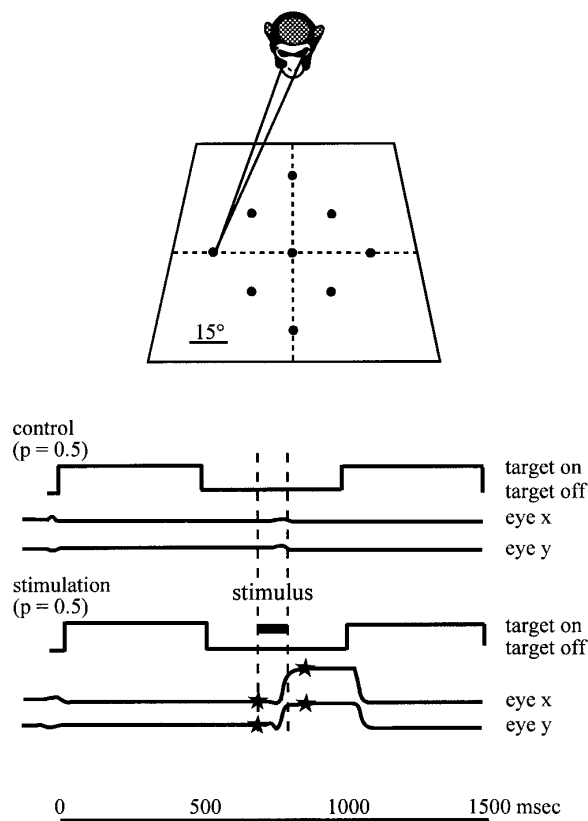 15°
control
(p = 0.5)
target on
target off
eye x
eye y
stimulation
(p = 0.5)
stimulus
target on
target off
eye x
eye y
0 500 1000 1500 msec